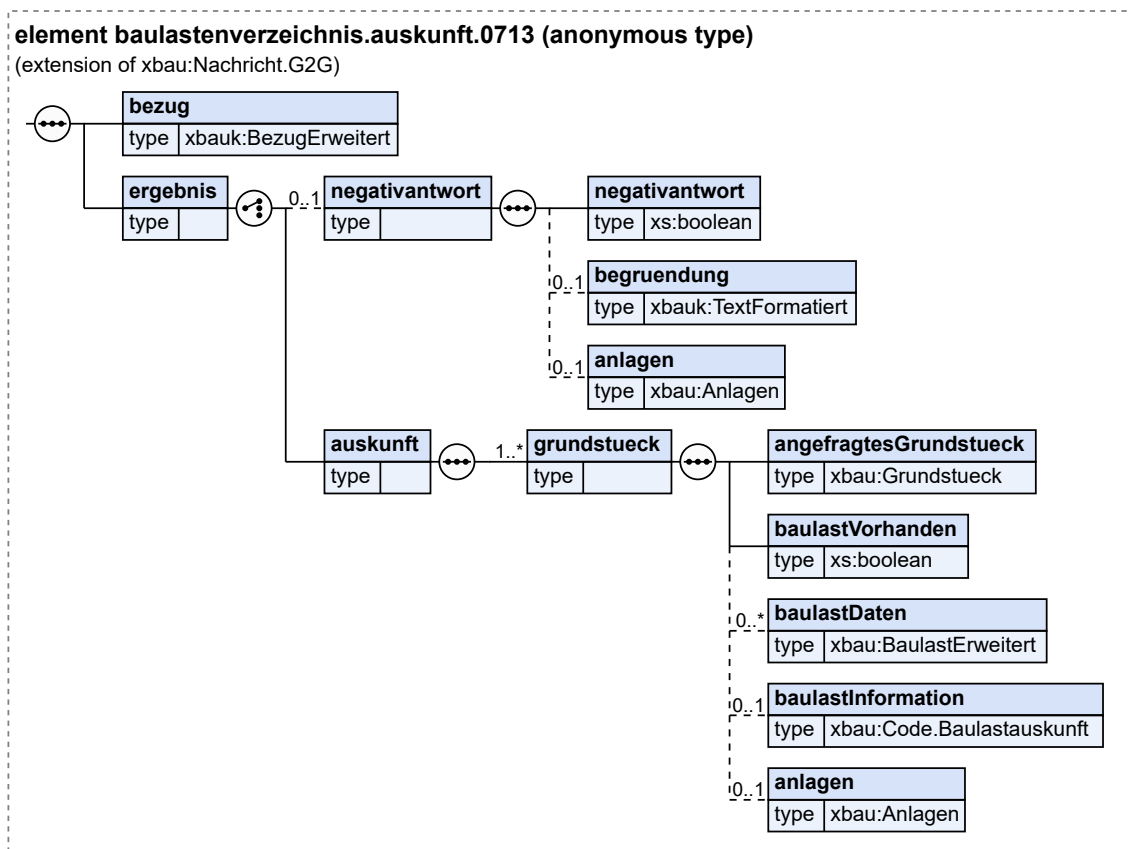 element baulastenverzeichnis.auskunft.0713 (anonymous type)
(extension of xbau:Nachricht.G2G)
bezug
type xbauk:BezugErweitert
ergebnis
type
0..1
negativantwort
type
negativantwort
type xs:boolean
0..1
begruendung
type xbauk:TextFormatiert
0..1
anlagen
type xbau:Anlagen
auskunft
type
1..*
grundstueck
type
angefragtesGrundstueck
type xbau:Grundstueck
baulastVorhanden
type xs:boolean
0..*
baulastDaten
type xbau:BaulastErweitert
0..1
baulastInformation
type xbau:Code.Baulastauskunft
0..1
anlagen
type xbau:Anlagen